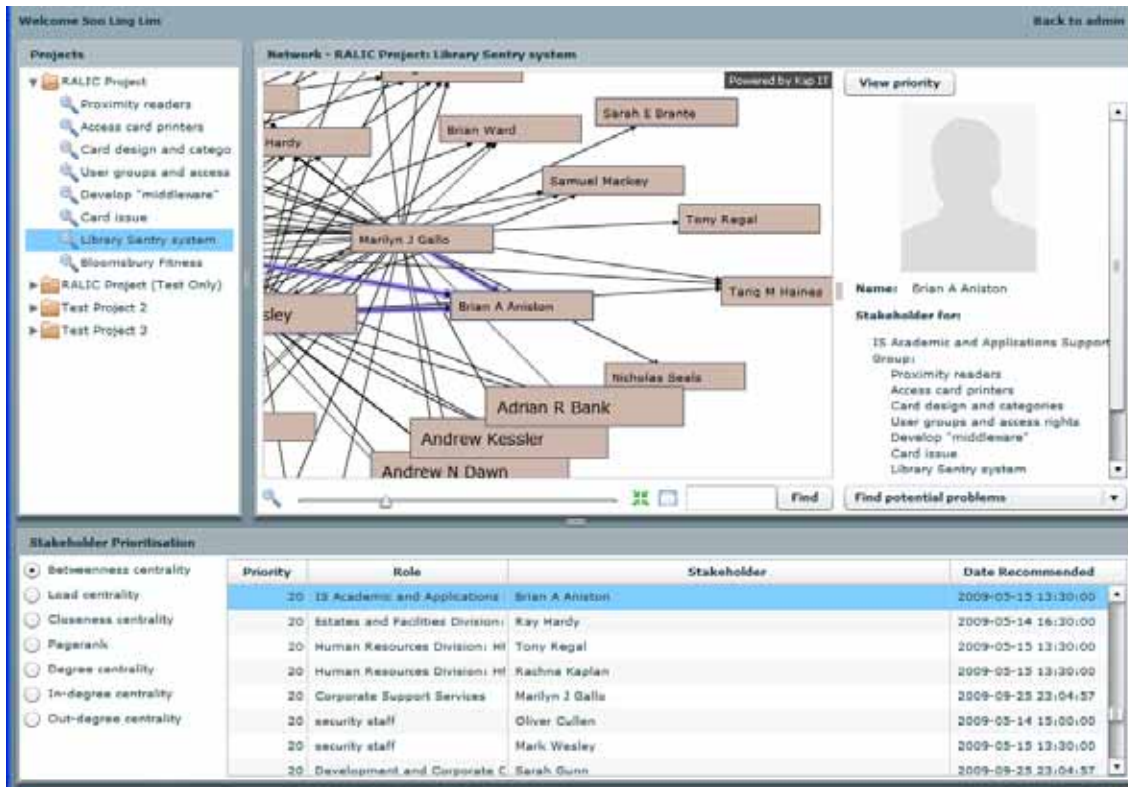 Welcome Soo Ling Lim
Back to admin
Projects
RALIC Project
Proximity readers
Access card printers
Card design and catego
User groups and access
Develop "middleware"
Card issue
Library Sentry system
Bloomsbury Fitness
RALIC Project (Test Only)
Test Project 2
Test Project 3
Network - RALIC Project: Library Sentry system
Powered by Kap IT
Sarah E Brante
Brian Ward
Hardy
Samuel Mackey
Tony Regal
Marilyn J Gallo
Tariq M Haines
Brian A Aniston
sley
Nicholas Seals
Adrian R Bank
Andrew Kessler
Andrew N Dawn
Find
View priority
Name: Brian A Aniston
Stakeholder for:
IS Academic and Applications Support
Group:
Proximity readers
Access card printers
Card design and categories
User groups and access rights
Develop "middleware"
Card issue
Library Sentry system
Find potential problems
Stakeholder Prioritisation
Betweenness centrality
Load centrality
Closeness centrality
Pagerank
Degree centrality
In-degree centrality
Out-degree centrality
Priority Role Stakeholder Date Recommended
20 IS Academic and Applications Brian A Aniston 2009-05-15 13:30:00
20 Estates and Facilities Division: Ray Hardy 2009-05-14 16:30:00
20 Human Resources Division: Tony Regal 2009-05-15 13:30:00
20 Human Resources Division: Rachna Kaplan 2009-05-15 13:30:00
20 Corporate Support Services Marilyn J Gallo 2009-09-25 23:04:57
20 security staff Oliver Cullen 2009-05-14 15:00:00
20 security staff Mark Wesley 2009-05-15 13:30:00
20 Development and Corporate C Sarah Gunn 2009-09-25 23:04:57